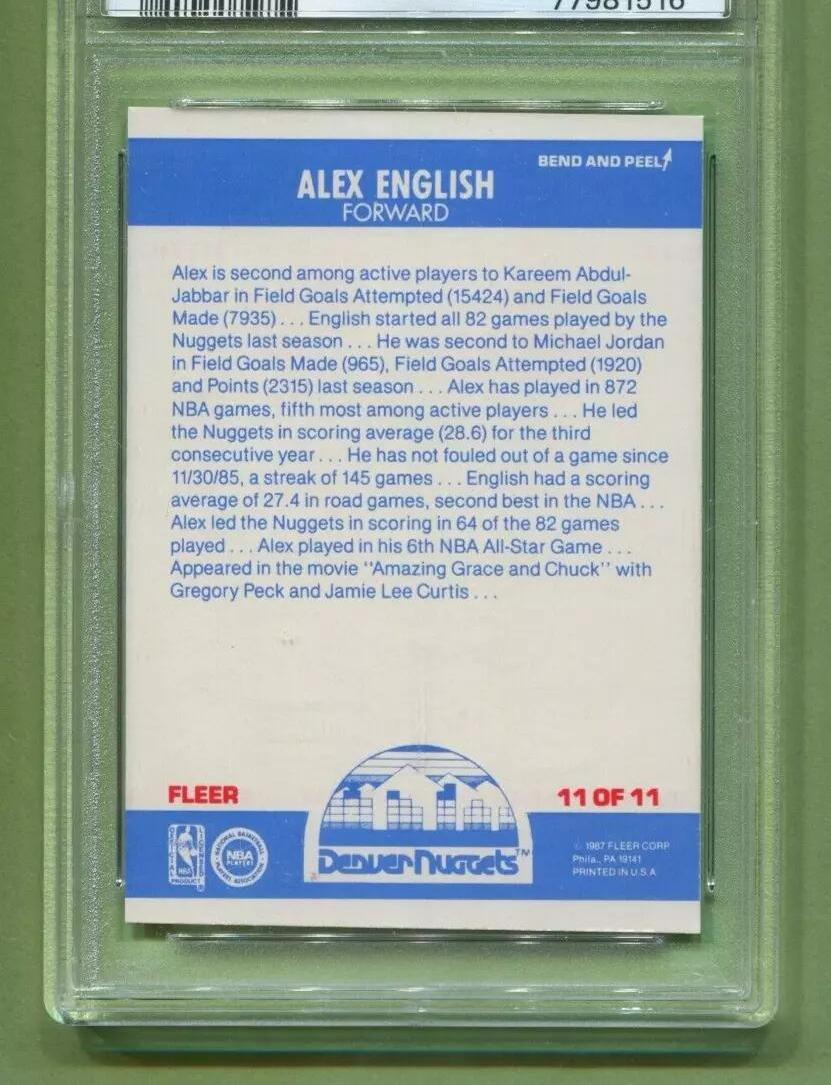 77981516
BEND AND PEEL
ALEX ENGLISH
FORWARD
Alex is second among active players to Kareem Abdul-
Jabbar in Field Goals Attempted (15424) and Field Goals
Made (7935) . . . English started all 82 games played by the
Nuggets last season . . . He was second to Michael Jordan
in Field Goals Made (965), Field Goals Attempted (1920)
and Points (2315) last season . . . Alex has played in 872
NBA games, fifth most among active players . . . He led
the Nuggets in scoring average (28.6) for the third
consecutive year . . . He has not fouled out of a game since
11/30/85, a streak of 145 games . . . English had a scoring
average of 27.4 in road games, second best in the NBA . . .
Alex led the Nuggets in scoring in 64 of the 82 games
played . . . Alex played in his 6th NBA All-Star Game . . .
Appeared in the movie "Amazing Grace and Chuck" with
Gregory Peck and Jamie Lee Curtis . . .
FLEER
11 OF 11
OFFICIAL LICENSED
NBA
PRODUCT
NATIONAL BASKETBALL
NBA
PLAYERS
ASSOCIATION
Denver Nuggets™
© 1987 FLEER CORP
Phila., PA 19141
PRINTED IN U.S.A